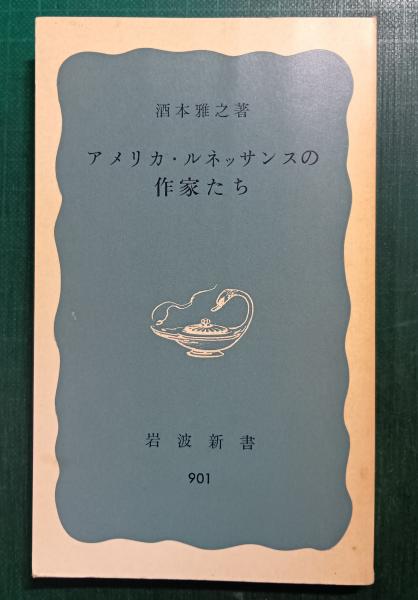 酒本雅之著
アメリカ・ルネッサンスの
作家たち
岩波新書
901